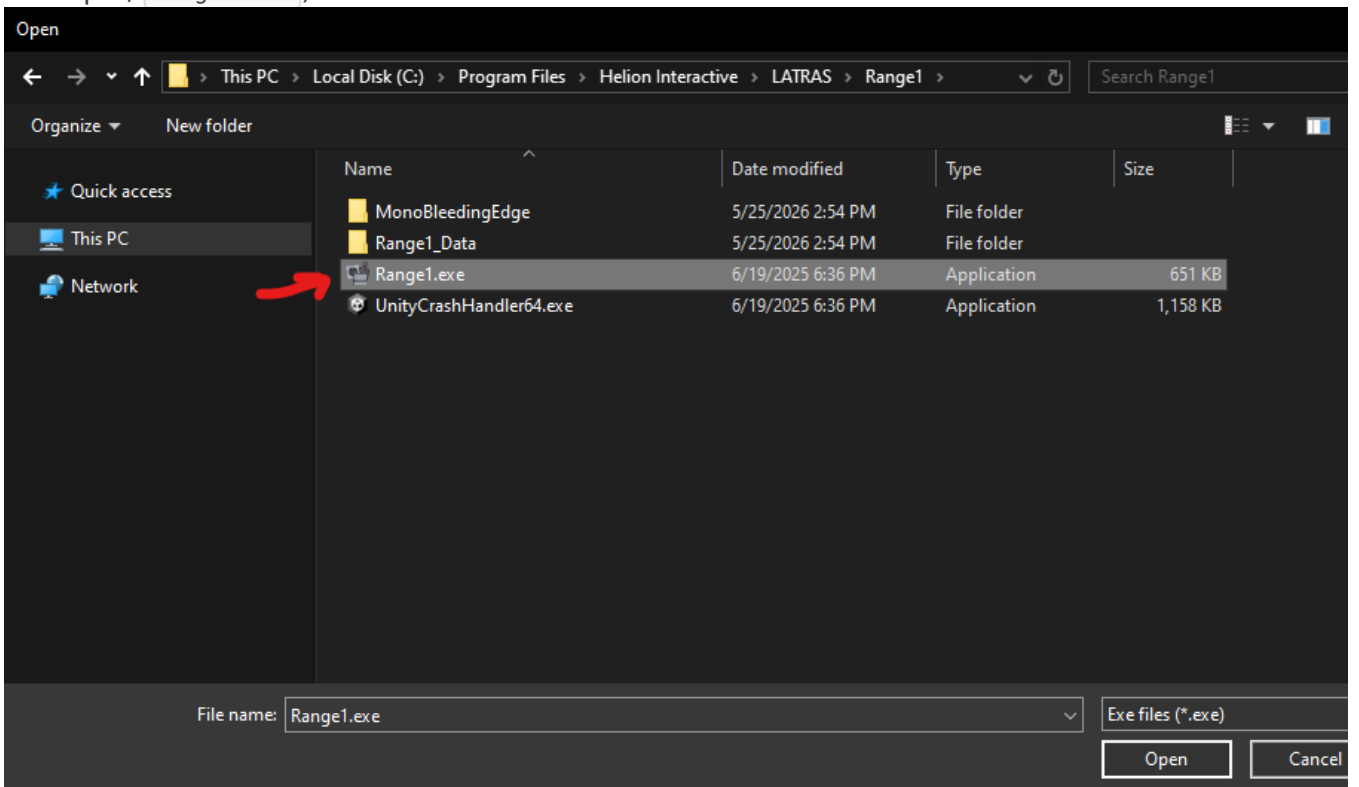 Open
This PC > Local Disk (C:) > Program Files > Helion Interactive > LATRAS > Range1 >
Search Range1
Organize
New folder
Quick access
This PC
Network
Name Date modified Type Size
MonoBleedingEdge 5/25/2026 2:54 PM File folder
Range1_Data 5/25/2026 2:54 PM File folder
Range1.exe 6/19/2025 6:36 PM Application 651 KB
UnityCrashHandler64.exe 6/19/2025 6:36 PM Application 1,158 KB
File name: Range1.exe
Exe files (*.exe)
Open Cancel